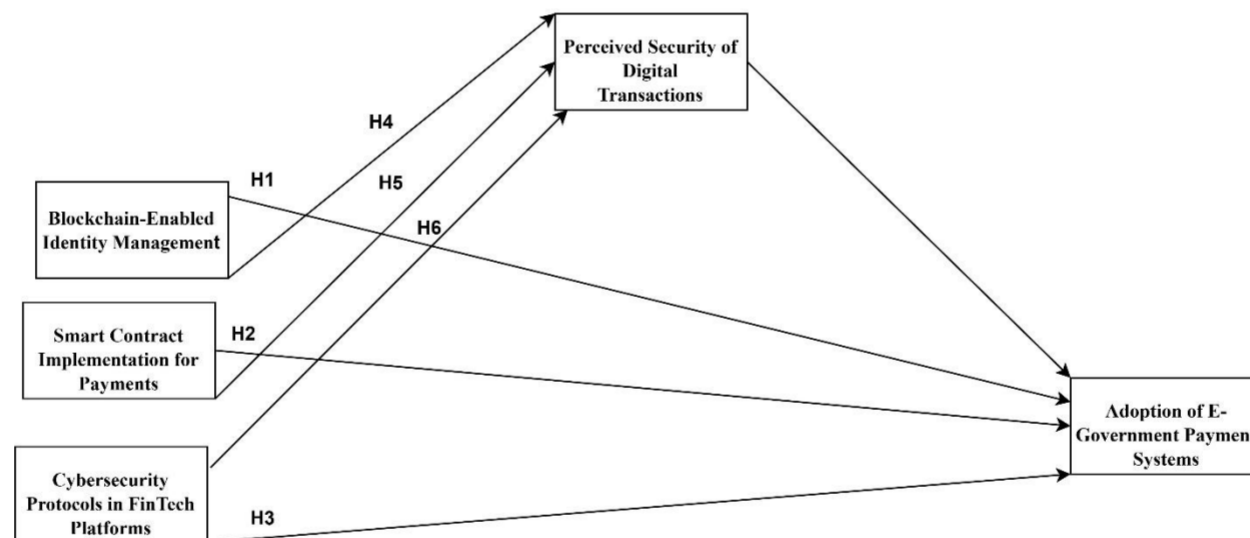 Perceived Security of
Digital
Transactions
H4
H1
H5
Blockchain-Enabled
Identity Management
H6
Smart Contract
Implementation for
Payments
H2
Adoption of E-
Government Payment
Systems
Cybersecurity
Protocols in FinTech
Platforms
H3